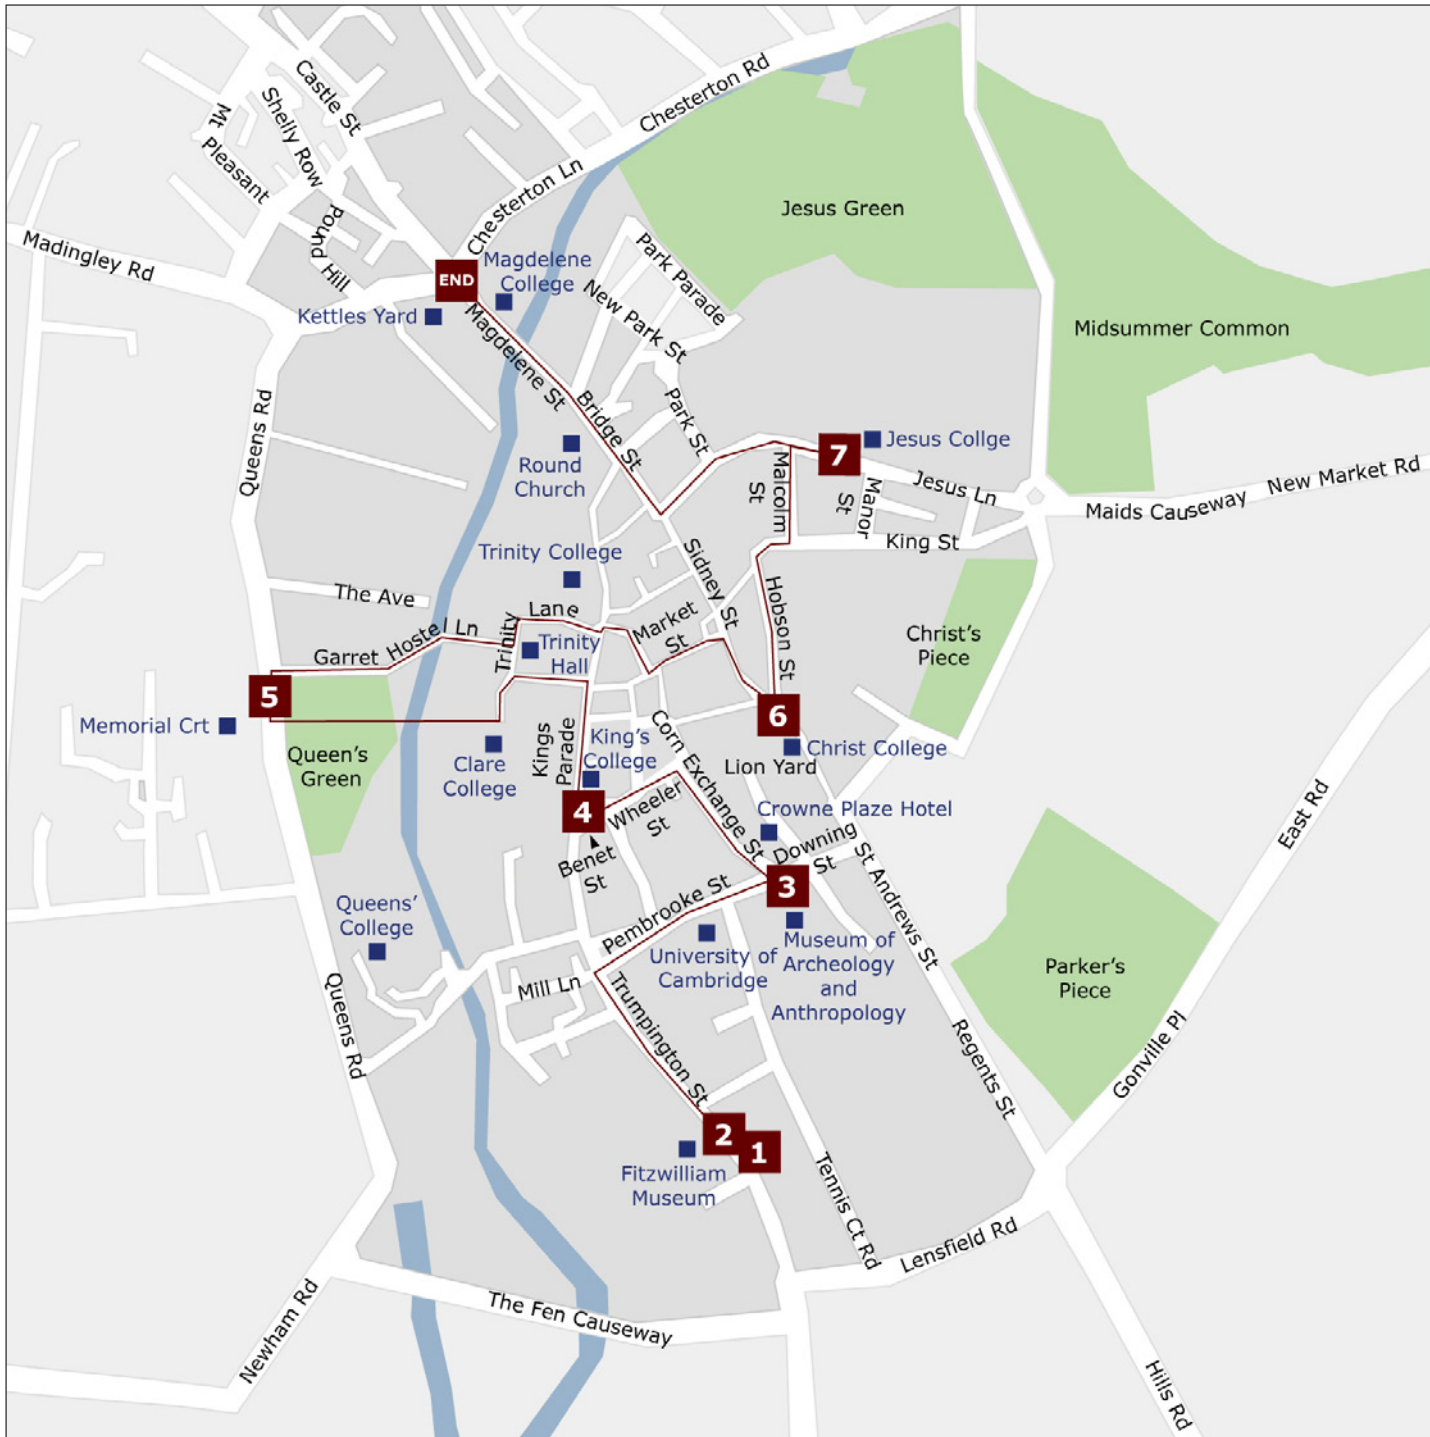 Castle St
Shelly Row
Mt
Pleasant
Pound
Hill
Madingley Rd
Chesterton Rd
Chesterton Ln
Jesus Green
Midsummer Common
Park Parade
New Park St
Park St
END
Magdelene
College
Kettles Yard
Magdelene St
Bridge St
Round
Church
Queens Rd
7
Jesus Collge
Malcolm
St
Manor
St
Jesus Ln
Maids Causeway
New Market Rd
King St
Sidney St
Trinity College
The Ave
Trinity
Lane
Garret Hostel Ln
Trinity
Hall
Market
St
Hobson St
Christ's
Piece
5
Memorial Crt
Queen's
Green
Clare
College
Kings
Parade
King's
College
Corn Exchange St
6
Christ College
Lion Yard
4
Wheeler
St
Benet
St
Crowne Plaze Hotel
Downing
St
3
St Andrews St
Pembrooke St
University of
Cambridge
Museum of
Archeology
and
Anthropology
Queens'
College
Mill Ln
Trumpington St
Queens Rd
Parker's
Piece
East Rd
Gonville Pl
Regents St
2
1
Fitzwilliam
Museum
Tennis Ct Rd
Lensfield Rd
The Fen Causeway
Newham Rd
Hills Rd